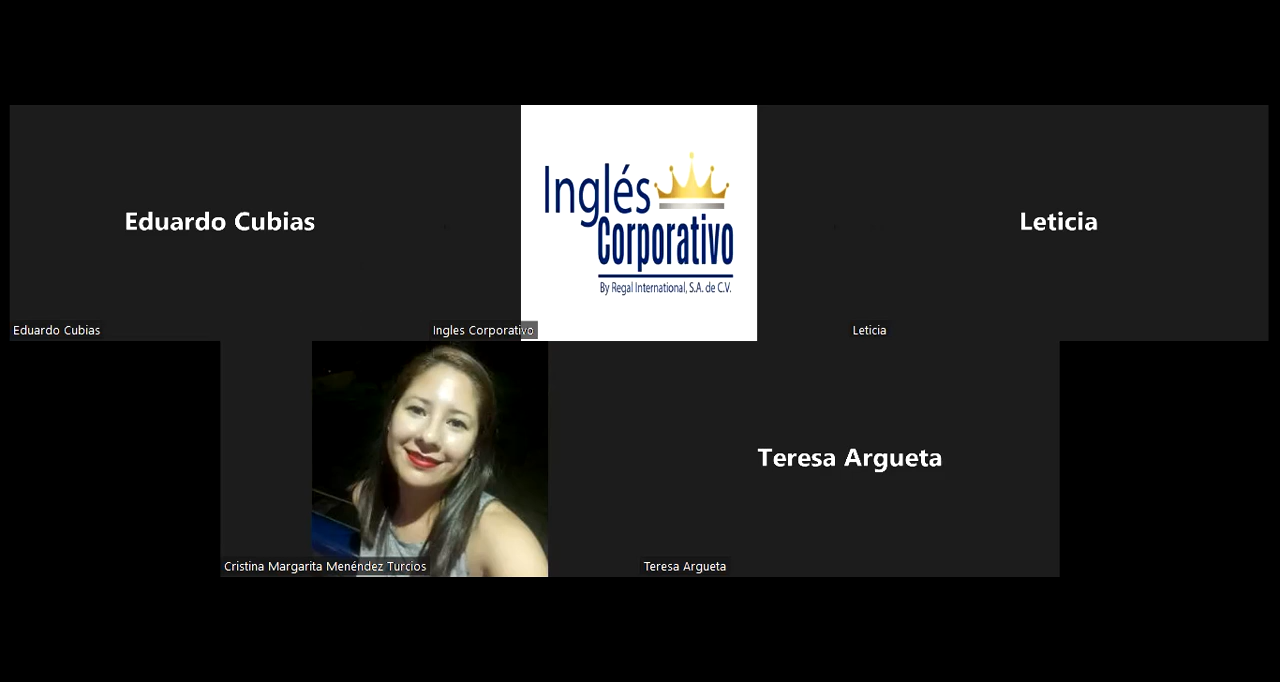 Eduardo Cubias
Inglés
Corporativo
By Regal International, S.A. de C.V.
Leticia
Eduardo Cubias
Ingles Corporativo
Leticia
Teresa Argueta
Cristina Margarita Menéndez Turcios
Teresa Argueta